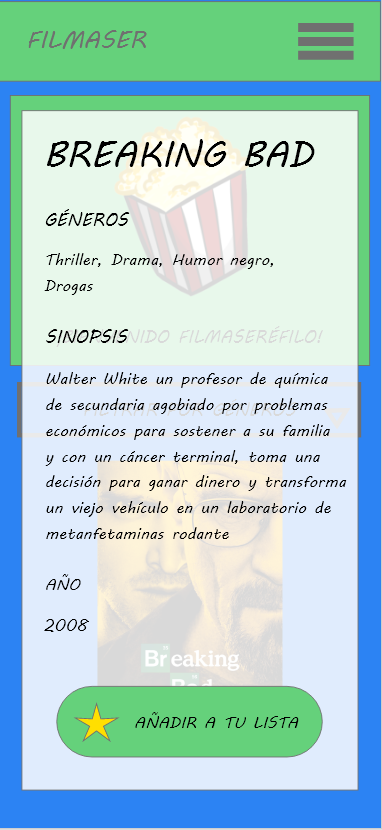 FILMASER
BREAKING BAD
GÉNEROS
Thriller, Drama, Humor negro,
Drogas
NIDO FILMASERÉFILO!
SINOPSIS
Walter White un profesor de química
de secundaria agobiado por problemas
económicos para sostener a su familia
y con un cáncer terminal, toma una
decisión para ganar dinero y transforma
un viejo vehículo en un laboratorio de
metanfetaminas rodante
AÑO
2008
Breaking
Bad
AÑADIR A TU LISTA